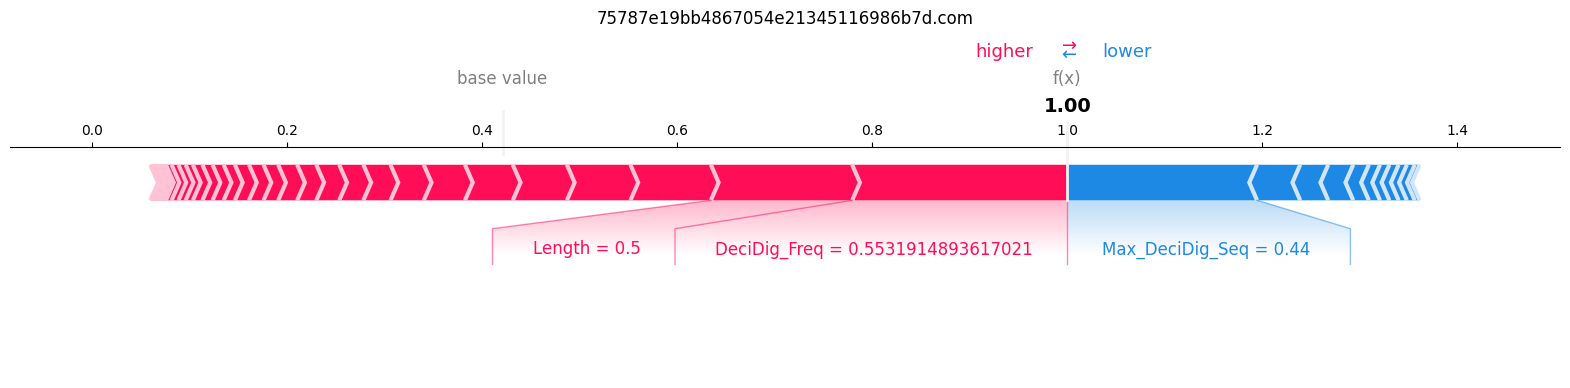 75787e19bb4867054e21345116986b7d.com
higher → ← lower
base value f(x)
1.00
0.0 0.2 0.4 0.6 0.8 1.0 1.2 1.4
Length = 0.5 DeciDig_Freq = 0.5531914893617021 Max_DeciDig_Seq = 0.44